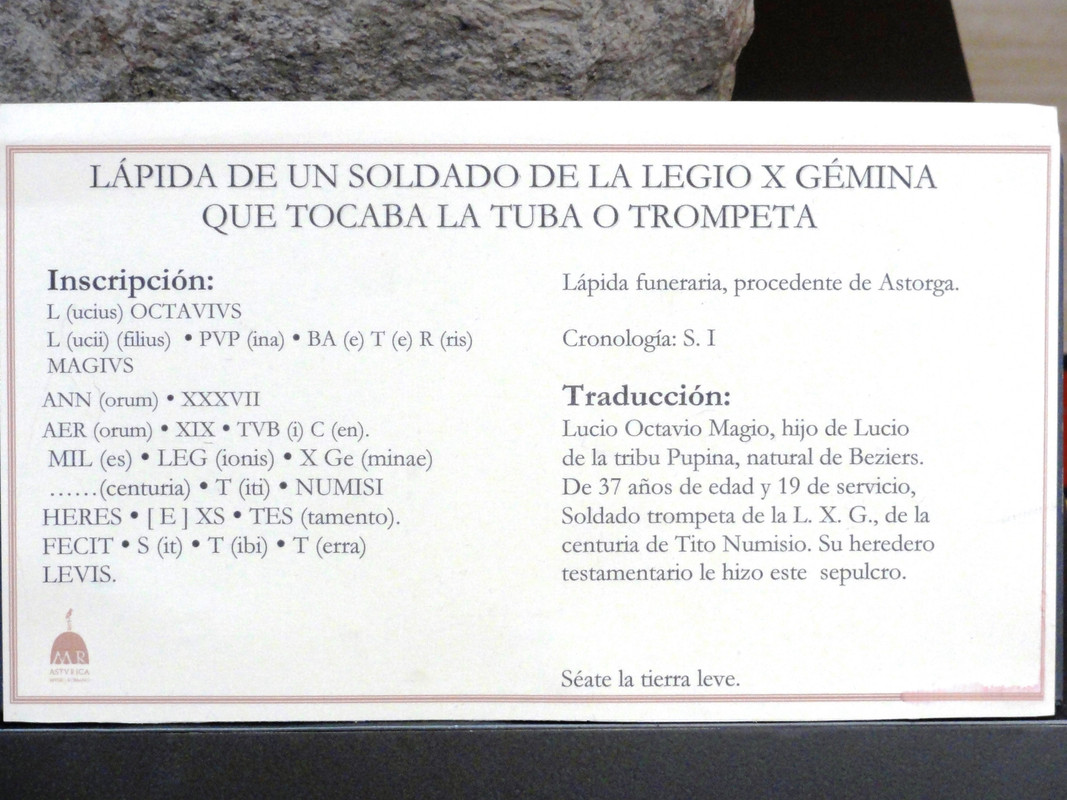 LÁPIDA DE UN SOLDADO DE LA LEGIO X GÉMINA
QUE TOCABA LA TUBA O TROMPETA
Inscripción:
L (ucius) OCTAVIVS
L (ucii) (filius) • PVP (ina) • BA (e) T (e) R (ris)
MAGIVS
ANN (orum) • XXXVII
AER (orum) • XIX • TVB (i) C (en).
MIL (es) • LEG (ionis) • X Ge (minae)
……(centuria) • T (iti) • NUMISI
HERES • [ E ] XS • TES (tamento).
FECIT • S (it) • T (ibi) • T (erra)
LEVIS.
MR
ASTVRICA
Lápida funeraria, procedente de Astorga.
Cronología: S. I
Traducción:
Lucio Octavio Magio, hijo de Lucio
de la tribu Pupina, natural de Beziers.
De 37 años de edad y 19 de servicio,
Soldado trompeta de la L. X. G., de la
centuria de Tito Numisio. Su heredero
testamentario le hizo este sepulcro.
Séate la tierra leve.